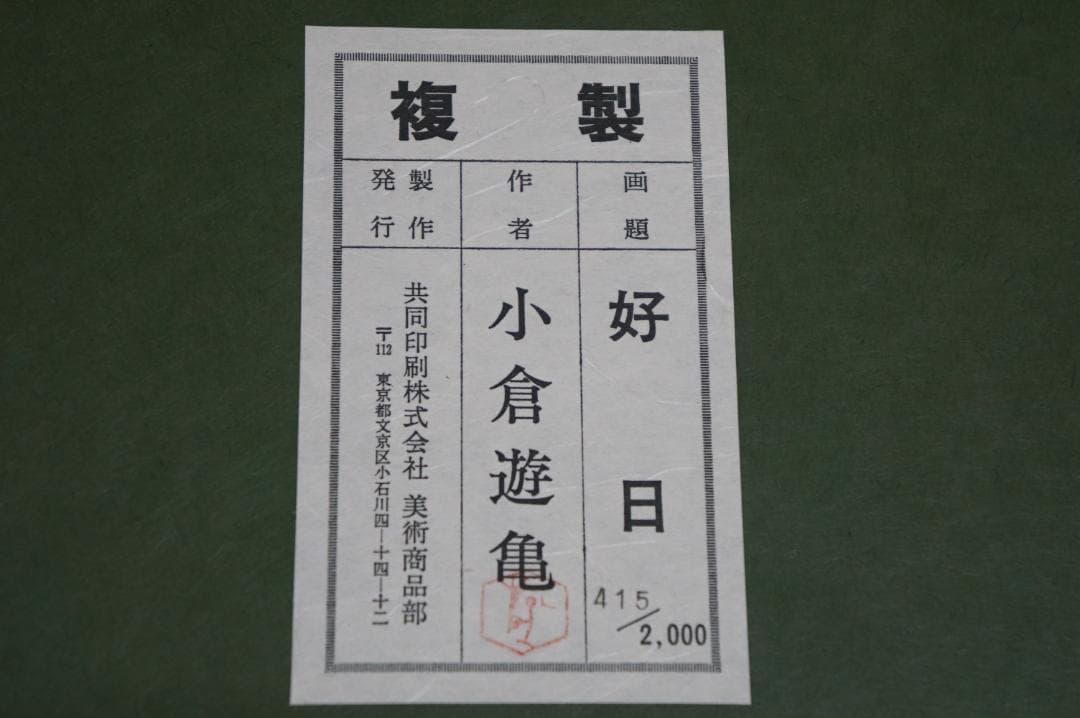 複製
画題
好日
415/2,000
作者
小倉遊亀
製作
発行
共同印刷株式会社 美術商品部
〒112 東京都文京区小石川四―十四―十二